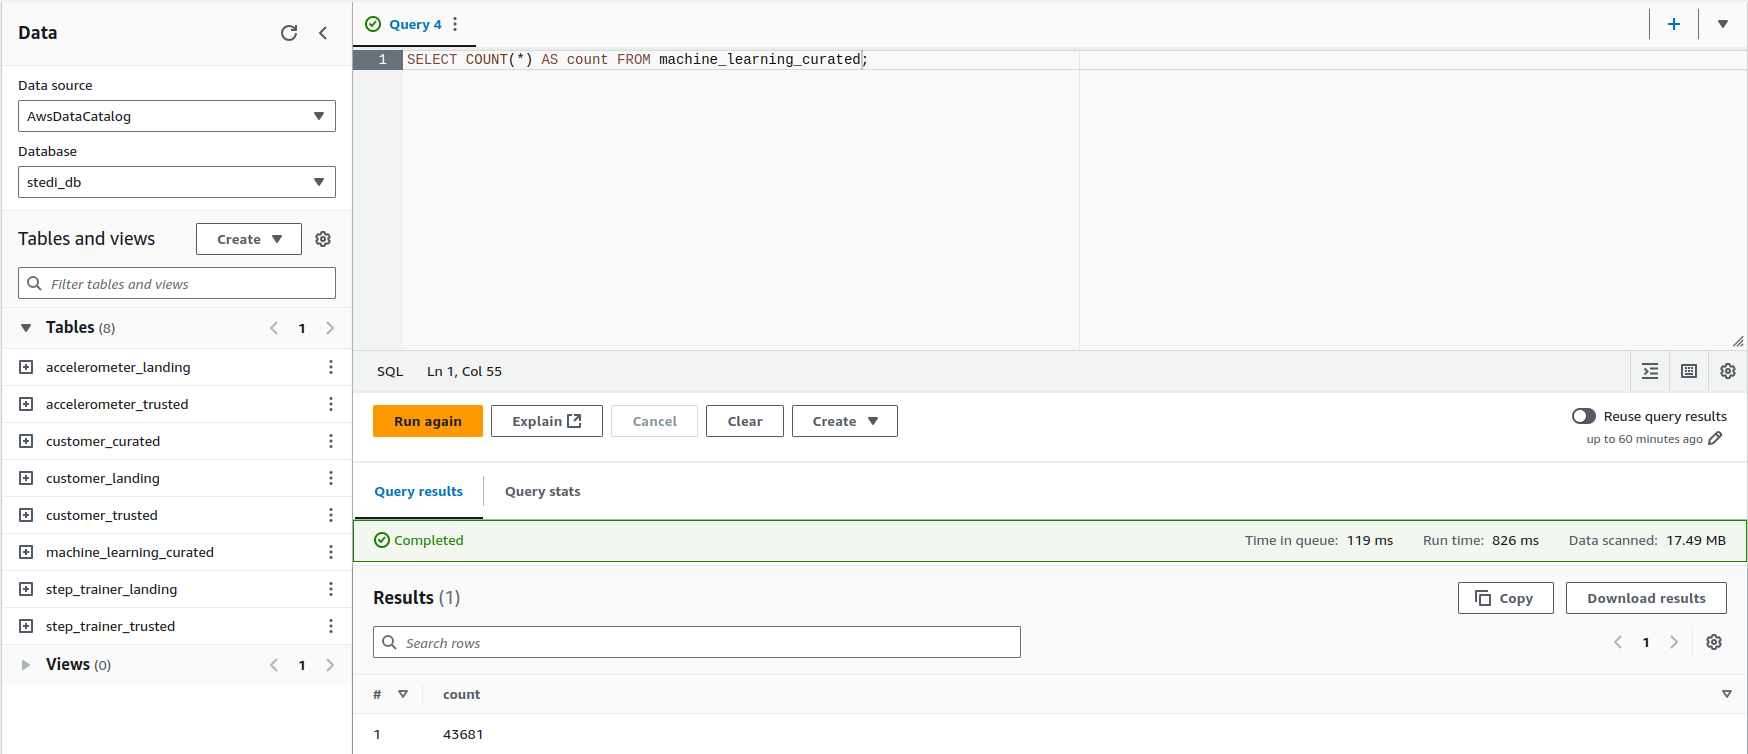 Data
Data source
AwsDataCatalog
Database
stedi_db
Tables and views
Create
Filter tables and views
Tables (8)
1
accelerometer_landing
accelerometer_trusted
customer_curated
customer_landing
customer_trusted
machine_learning_curated
step_trainer_landing
step_trainer_trusted
Views (0)
1
Query 4
1 SELECT COUNT(*) AS count FROM machine_learning_curated;
SQL Ln 1, Col 55
Run again Explain Cancel Clear Create
Reuse query results
up to 60 minutes ago
Query results Query stats
Completed Time in queue: 119 ms Run time: 826 ms Data scanned: 17.49 MB
Results (1) Copy Download results
Search rows 1
# count
1 43681